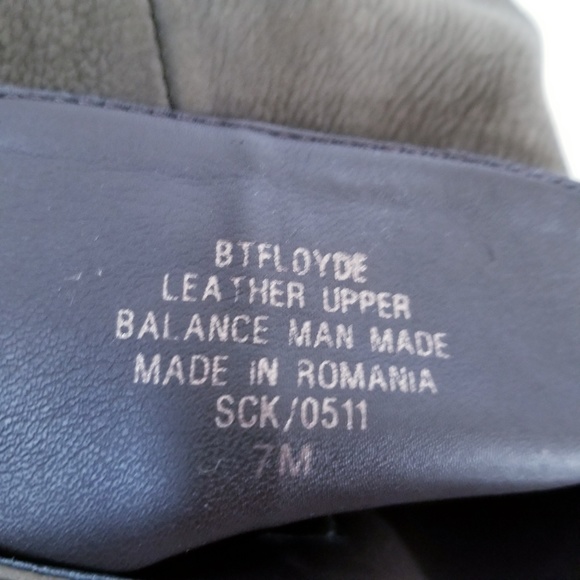 BTFLOYDE
LEATHER UPPER
BALANCE MAN MADE
MADE IN ROMANIA
SCK/0511
7M